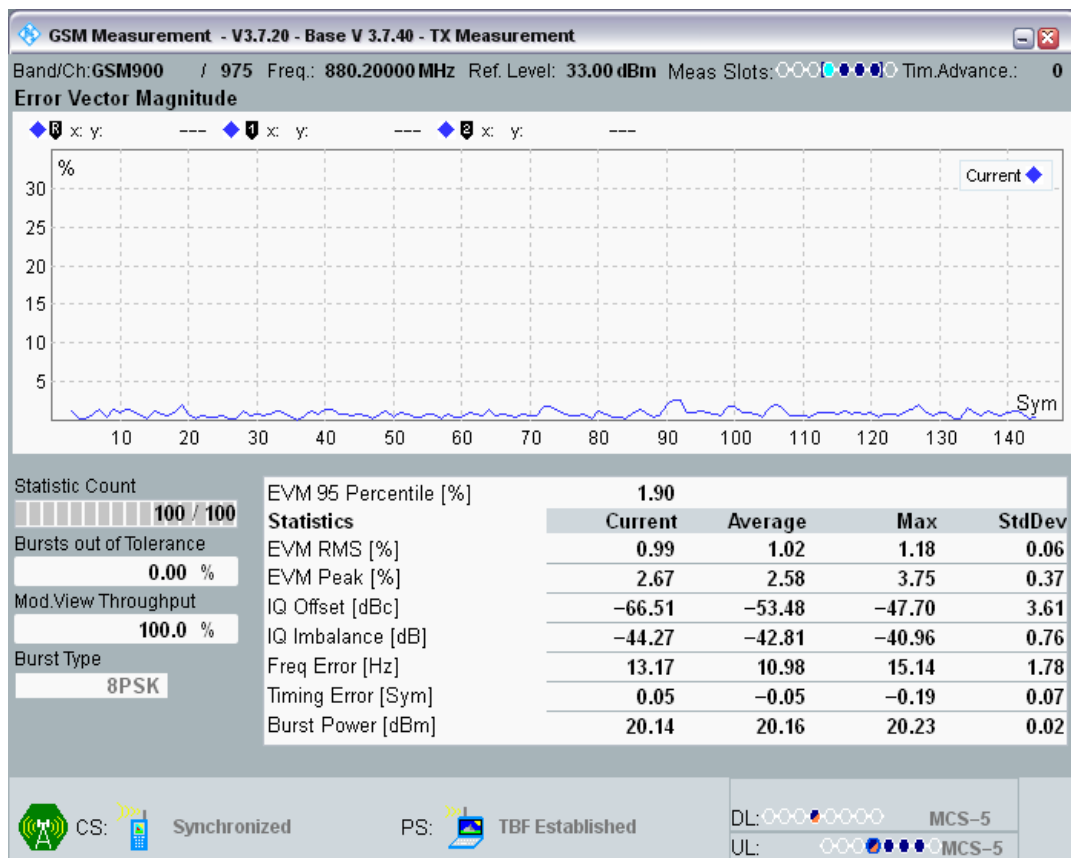 GSM Measurement - V3.7.20 - Base V 3.7.40 - TX Measurement
Band/Ch:GSM900 / 975 Freq.: 880.20000 MHz Ref. Level: 33.00 dBm Meas Slots: Tim.Advance.: 0
Error Vector Magnitude
R x: y: --- 1 x: y: --- 2 x: y: ---
%
Current
30
25
20
15
10
5
Sym
10 20 30 40 50 60 70 80 90 100 110 120 130 140
Statistic Count
100 / 100
Bursts out of Tolerance
0.00 %
Mod.View Throughput
100.0 %
Burst Type
8PSK
EVM 95 Percentile [%] 1.90
Statistics Current Average Max StdDev
EVM RMS [%] 0.99 1.02 1.18 0.06
EVM Peak [%] 2.67 2.58 3.75 0.37
IQ Offset [dBc] −66.51 −53.48 −47.70 3.61
IQ Imbalance [dB] −44.27 −42.81 −40.96 0.76
Freq Error [Hz] 13.17 10.98 15.14 1.78
Timing Error [Sym] 0.05 −0.05 −0.19 0.07
Burst Power [dBm] 20.14 20.16 20.23 0.02
CS: Synchronized PS: TBF Established
DL: MCS−5
UL: MCS−5